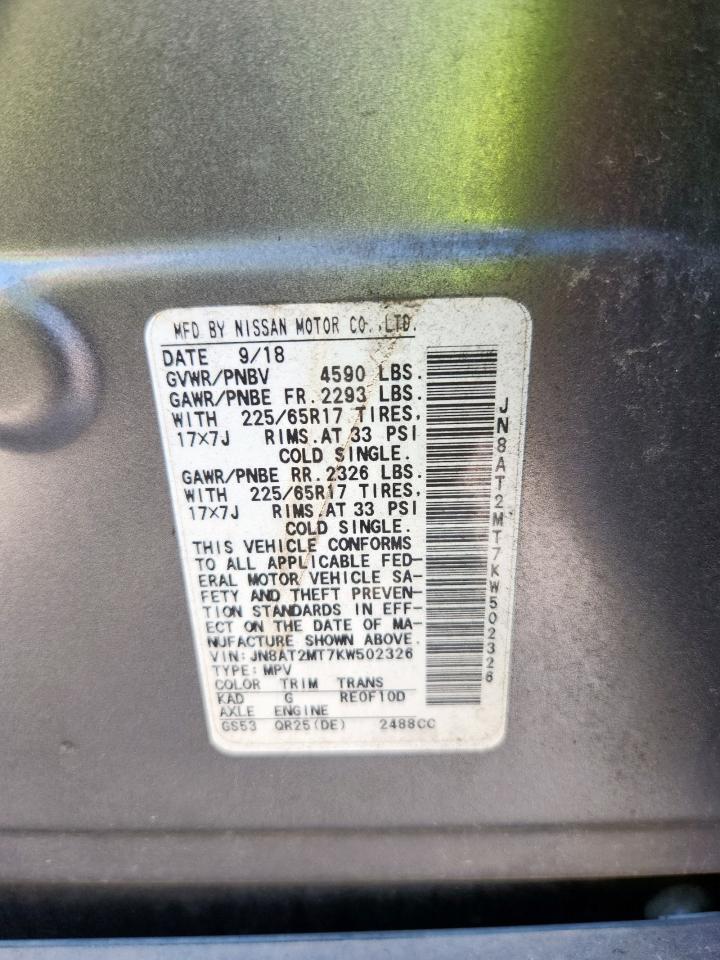 MFD BY NISSAN MOTOR CO.,LTD.
DATE 9/18
GVWR/PNBV 4590 LBS.
GAWR/PNBE FR.2293 LBS.
WITH 225/65R17 TIRES,
17×7J RIMS.AT 33 PSI
COLD SINGLE.
GAWR/PNBE RR.2326 LBS.
WITH 225/65R17 TIRES,
17×7J RIMS.AT 33 PSI
COLD SINGLE.
THIS VEHICLE CONFORMS
TO ALL APPLICABLE FED-
ERAL MOTOR VEHICLE SA-
FETY AND THEFT PREVEN-
TION STANDARDS IN EFF-
ECT ON THE DATE OF MA-
NUFACTURE SHOWN ABOVE.
VIN:JN8AT2MT7KW502326
TYPE:MPV
COLOR TRIM TRANS
KAD G RE0F10D
AXLE ENGINE
GS53 QR25(DE) 2488CC
JN8AT2MT7KW502326